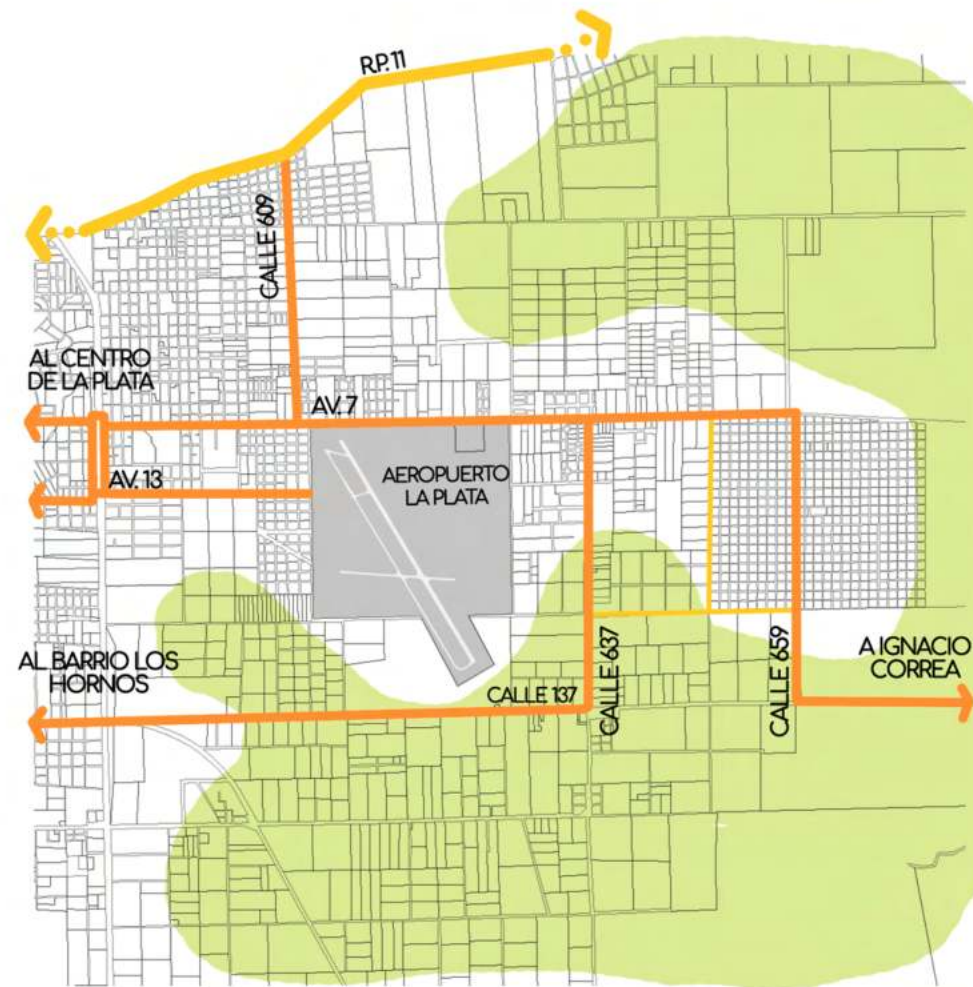 R.P. 11
CALLE 609
AL CENTRO
DE LA PLATA
AV. 7
AV. 13
AEROPUERTO
LA PLATA
AL BARRIO LOS
HORNOS
CALLE 137
CALLE 637
CALLE 659
A IGNACIO
CORREA